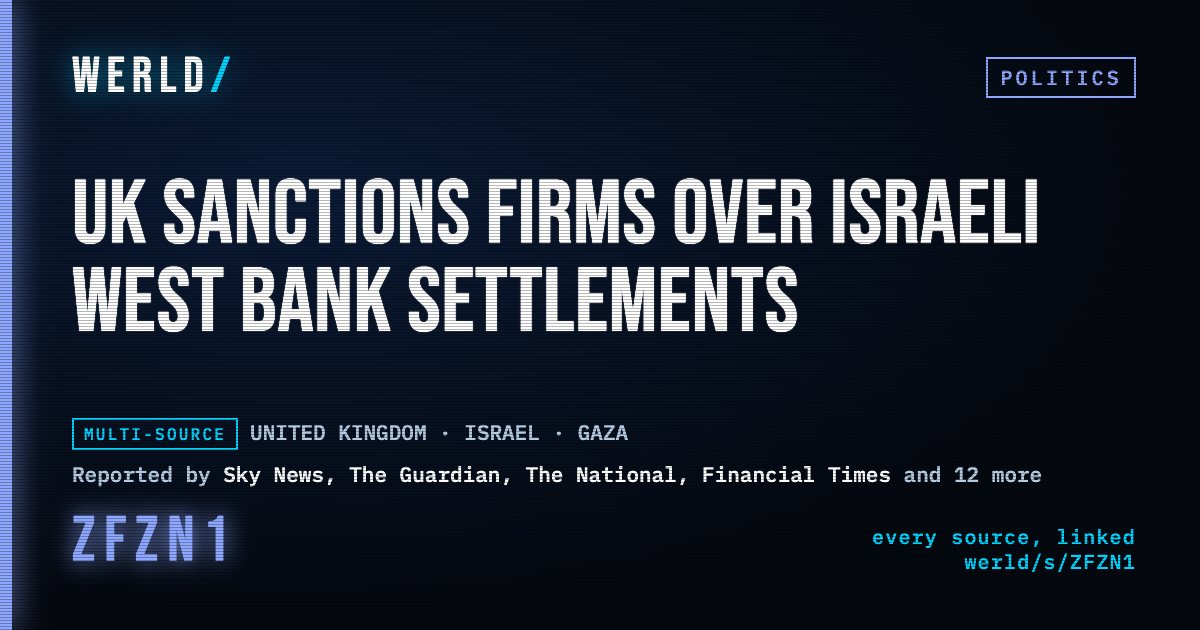 WERLD/
POLITICS
UK SANCTIONS FIRMS OVER ISRAELI
WEST BANK SETTLEMENTS
MULTI-SOURCE UNITED KINGDOM · ISRAEL · GAZA
Reported by Sky News, The Guardian, The National, Financial Times and 12 more
ZFZN1
every source, linked
werld/s/ZFZN1